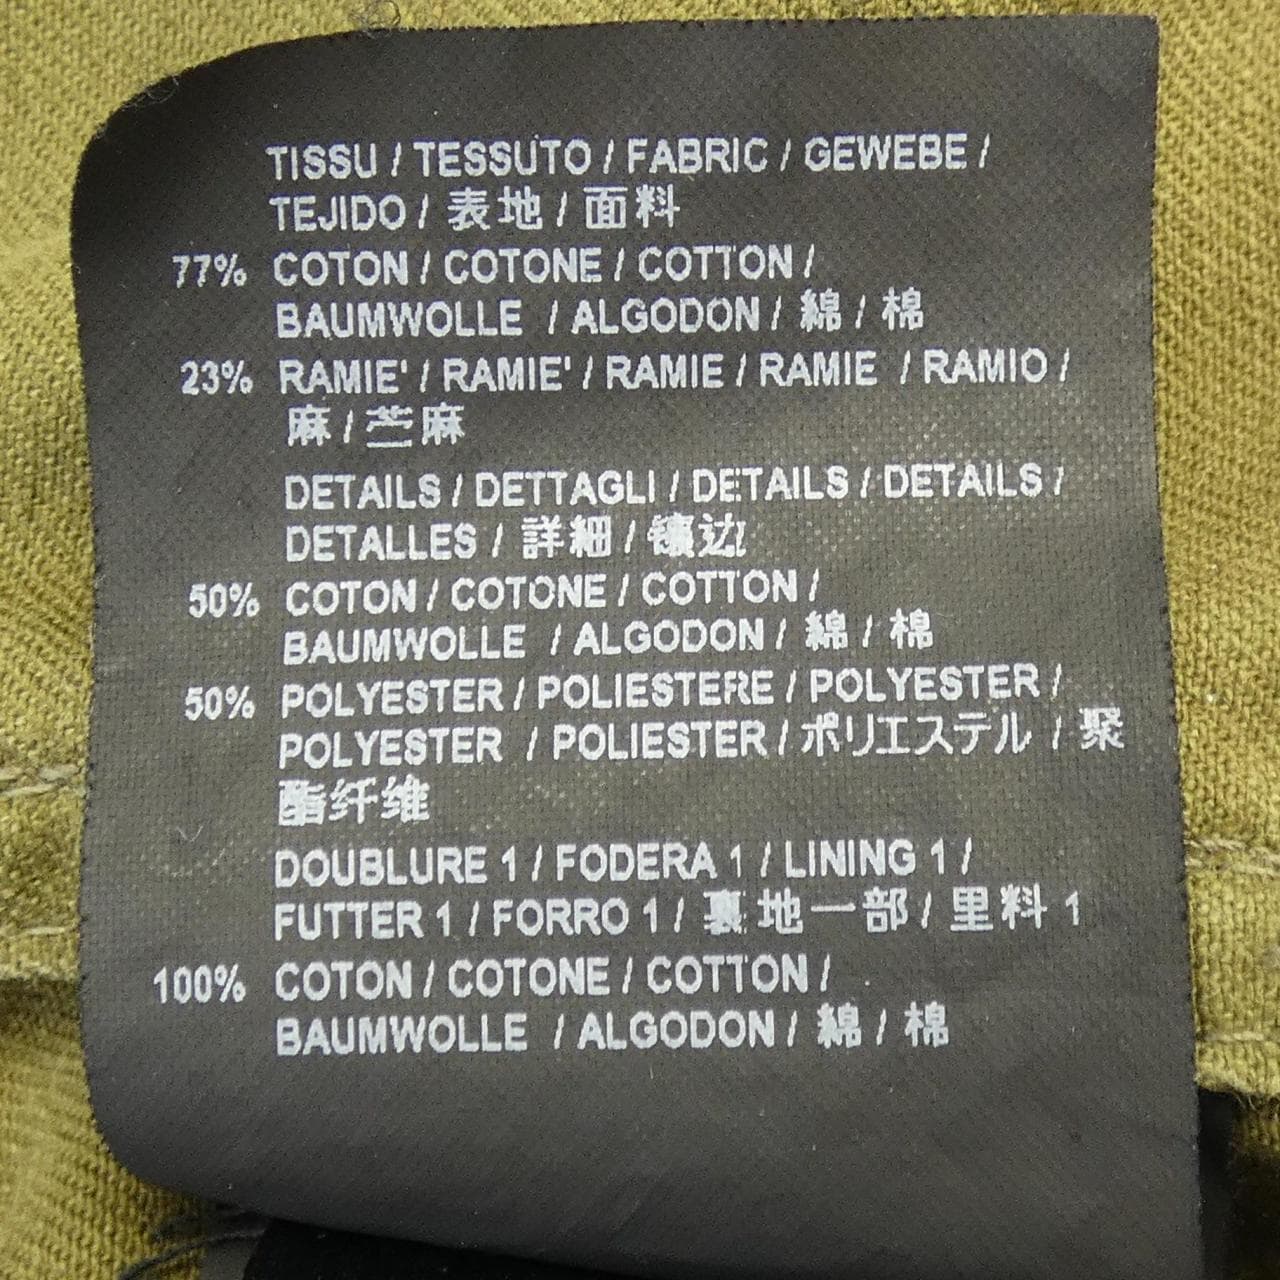 TISSU / TESSUTO / FABRIC / GEWEBE /
TEJIDO / 表地 / 面料
77% COTON / COTONE / COTTON /
BAUMWOLLE / ALGODON / 綿 / 棉
23% RAMIE' / RAMIE' / RAMIE / RAMIE / RAMIO /
麻 / 苎麻
DETAILS / DETTAGLI / DETAILS / DETAILS /
DETALLES / 詳細 / 镶边
50% COTON / COTONE / COTTON /
BAUMWOLLE / ALGODON / 綿 / 棉
50% POLYESTER / POLIESTERE / POLYESTER /
POLYESTER / POLIESTER / ポリエステル / 聚
酯纤维
DOUBLURE 1 / FODERA 1 / LINING 1 /
FUTTER 1 / FORRO 1 / 裏地一部 / 里料 1
100% COTON / COTONE / COTTON /
BAUMWOLLE / ALGODON / 綿 / 棉